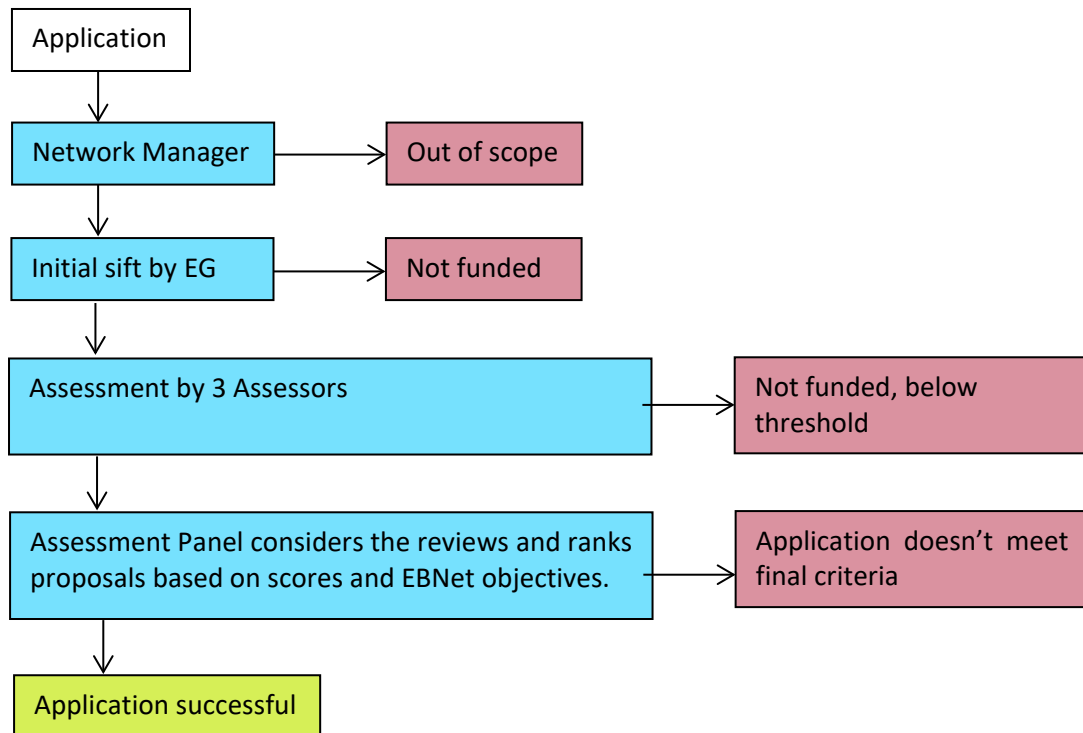 Application
Network Manager
Out of scope
Initial sift by EG
Not funded
Assessment by 3 Assessors
Not funded, below
threshold
Assessment Panel considers the reviews and ranks
proposals based on scores and EBNet objectives.
Application doesn’t meet
final criteria
Application successful